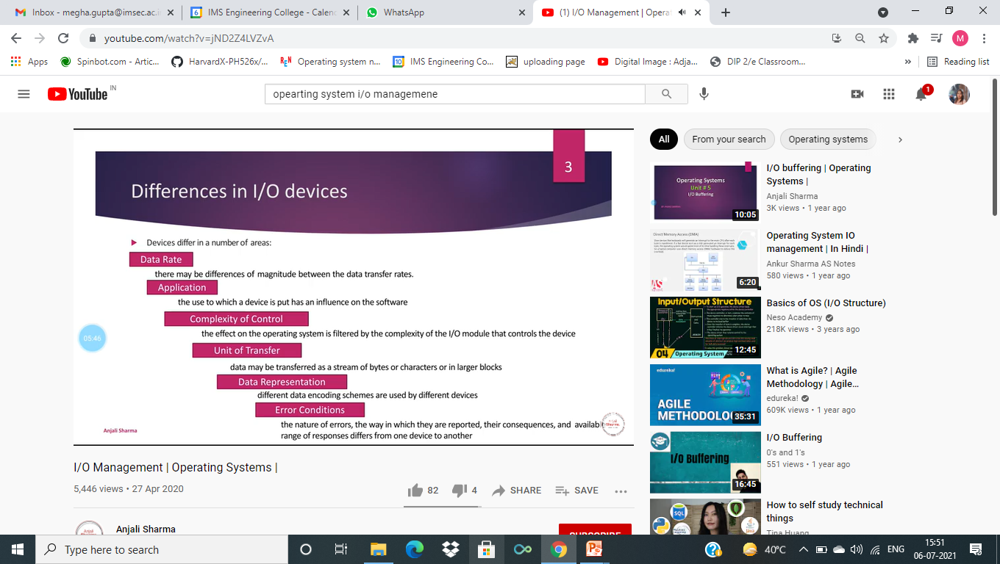 Inbox - megha.gupta@imsec.ac.i
IMS Engineering College - Calend
WhatsApp
(1) I/O Management | Operat
youtube.com/watch?v=jND2Z4LVZvA
M
Apps
Spinbot.com - Artic...
HarvardX-PH526x/...
Operating system n...
IMS Engineering Co...
uploading page
Digital Image : Adja...
DIP 2/e Classroom...
Reading list
YouTube IN
opearting system i/o managemene
1
3
Differences in I/O devices
Devices differ in a number of areas:
Data Rate
there may be differences of magnitude between the data transfer rates.
Application
the use to which a device is put has an influence on the software
Complexity of Control
the effect on the operating system is filtered by the complexity of the I/O module that controls the device
05:46
Unit of Transfer
data may be transferred as a stream of bytes or characters or in larger blocks
Data Representation
different data encoding schemes are used by different devices
Error Conditions
the nature of errors, the way in which they are reported, their consequences, and availabl
range of responses differs from one device to another
Anjali Sharma
I/O Management | Operating Systems |
5,446 views • 27 Apr 2020
82
4
SHARE
SAVE
Anjali Sharma
SUBSCRIBE
All
From your search
Operating systems
Operating Systems
Unit # 5
I/O Buffering
10:05
I/O buffering | Operating
Systems |
Anjali Sharma
3K views • 1 year ago
Direct Memory Access (DMA)
6:20
Operating System IO
management | In Hindi |
Ankur Sharma AS Notes
580 views • 1 year ago
Input/Output Structure
04
Operating System
12:45
Basics of OS (I/O Structure)
Neso Academy
218K views • 3 years ago
edureka!
AGILE
METHODOLO
35:31
What is Agile? | Agile
Methodology | Agile...
edureka!
609K views • 1 year ago
I/O Buffering
16:45
I/O Buffering
0's and 1's
551 views • 1 year ago
SQL
How to self study technical
things
Tina Huang
Type here to search
40°C
ENG
15:51
06-07-2021